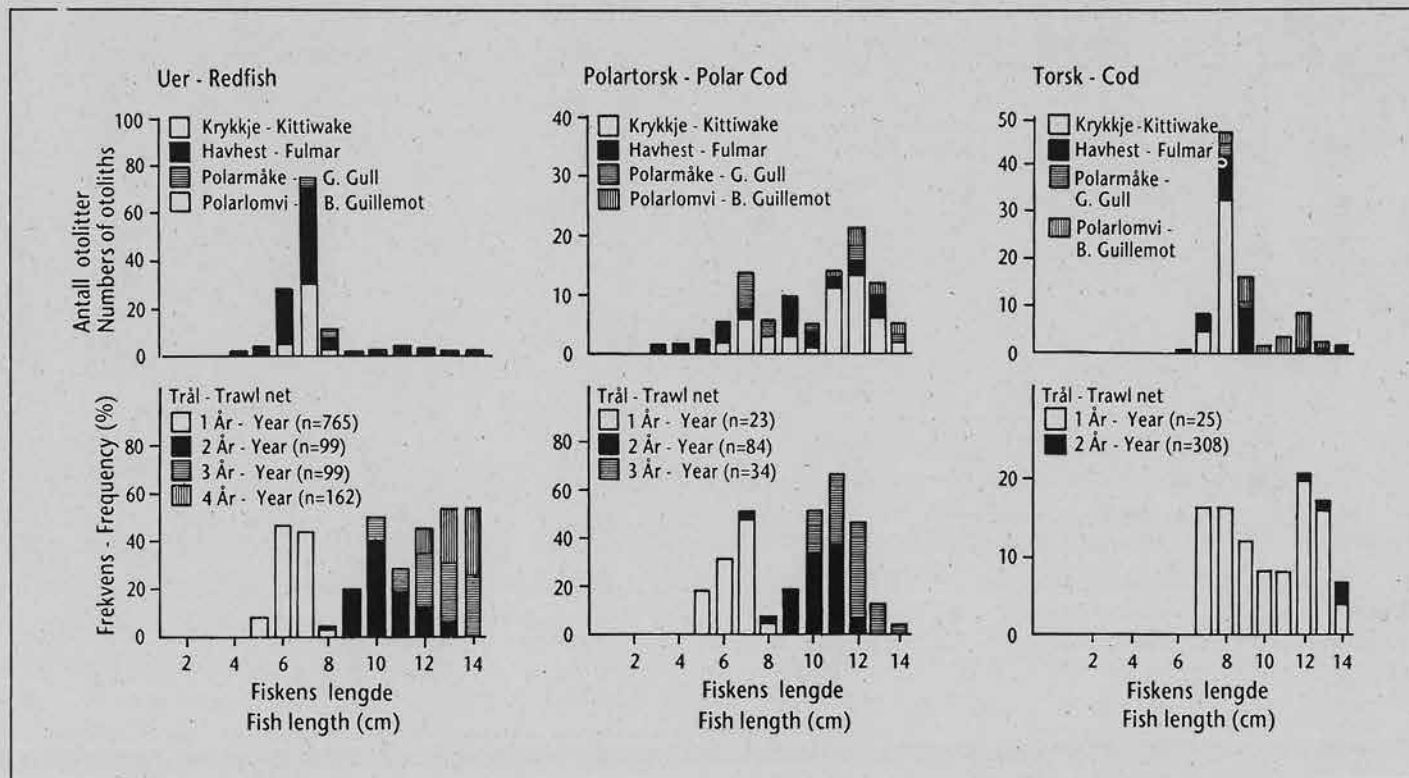 Uer - Redfish
Antall otolitter -
Numbers of otoliths
100
80
60
40
20
0
Krykkje - Kittiwake
Havhest - Fulmar
Polarmåke - G. Gull
Polarlomvi - B. Guillemot
Polartorsk - Polar Cod
40
30
20
10
0
Krykkje - Kittiwake
Havhest - Fulmar
Polarmåke - G. Gull
Polarlomvi - B. Guillemot
Torsk - Cod
50
40
30
20
10
0
Krykkje - Kittiwake
Havhest - Fulmar
Polarmåke -
G. Gull
Polarlomvi -
B. Guillemot
Frekvens - Frequency (%)
80
60
40
20
0
Trål - Trawl net
1 År - Year (n=765)
2 År - Year (n=99)
3 År - Year (n=99)
4 År - Year (n=162)
2 4 6 8 10 12 14
Fiskens lengde
Fish length (cm)
80
60
40
20
0
Trål - Trawl net
1 År - Year (n=23)
2 År - Year (n=84)
3 År - Year (n=34)
2 4 6 8 10 12 14
Fiskens lengde
Fish length (cm)
20
10
0
Trål - Trawl net
1 År - Year (n=25)
2 År - Year (n=308)
2 4 6 8 10 12 14
Fiskens lengde
Fish length (cm)